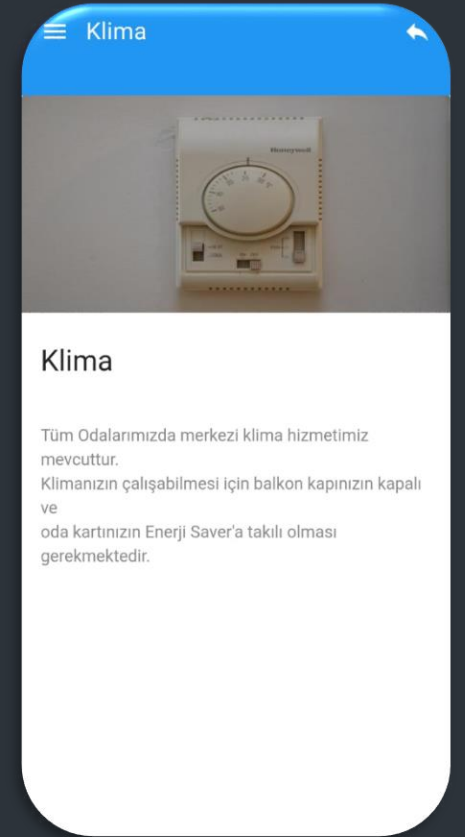 Klima
Honeywell
Klima
Tüm Odalarımızda merkezi klima hizmetimiz
mevcuttur.
Klimanızın çalışabilmesi için balkon kapınızın kapalı
ve
oda kartınızın Enerji Saver'a takılı olması
gerekmektedir.